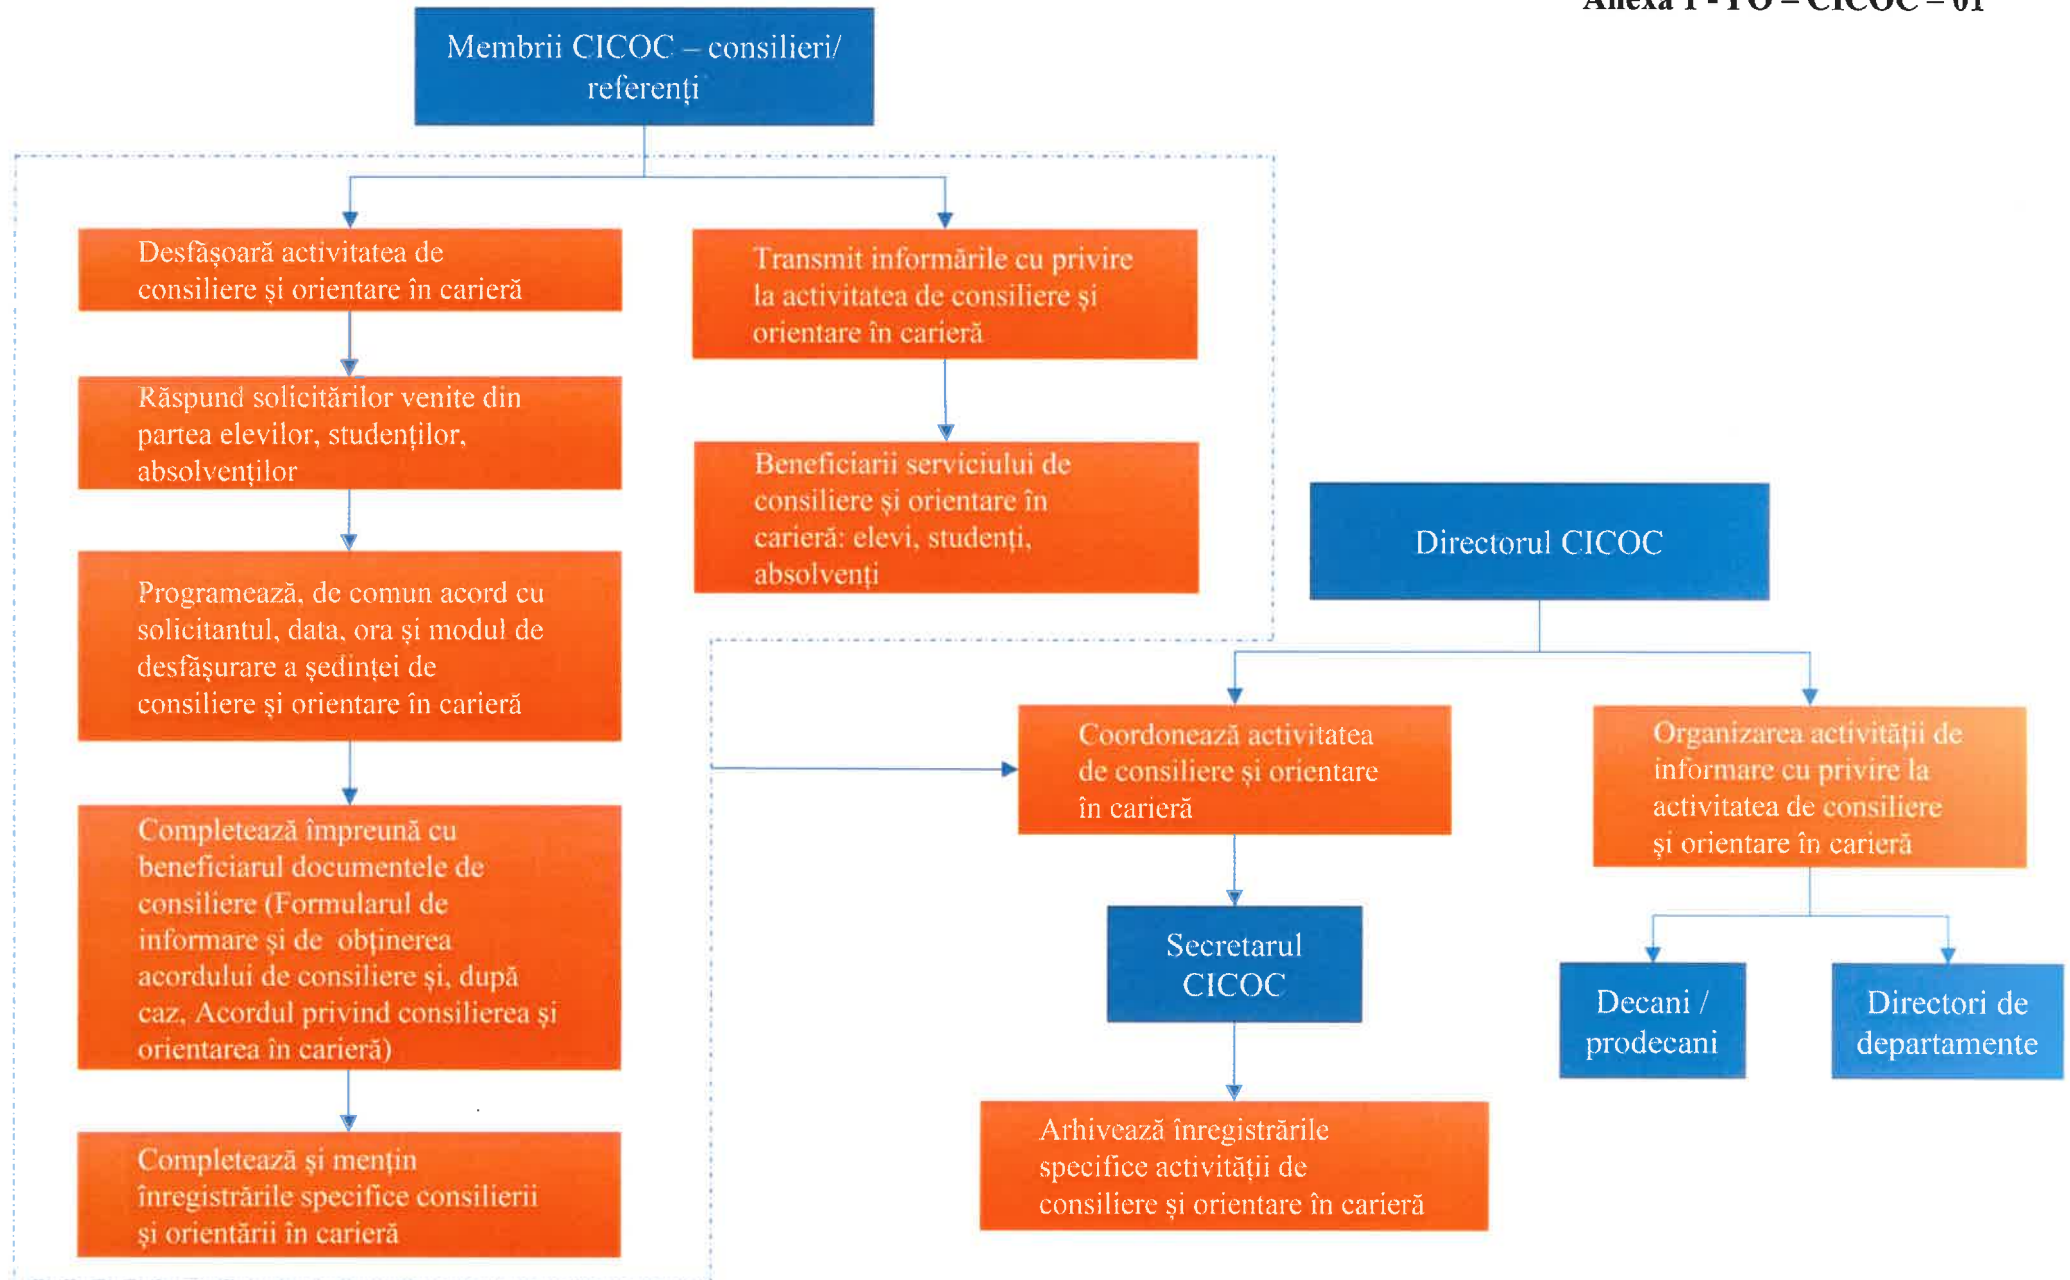 Anexa 1 - PO – CICOC – 01
Membrii CICOC – consilieri/
referenți
Desfășoară activitatea de
consiliere și orientare în carieră
Transmit informările cu privire
la activitatea de consiliere și
orientare în carieră
Răspund solicitărilor venite din
partea elevilor, studenților,
absolvenților
Beneficiarii serviciului de
consiliere și orientare în
carieră: elevi, studenți,
absolvenți
Programează, de comun acord cu
solicitantul, data, ora și modul de
desfășurare a ședinței de
consiliere și orientare în carieră
Completează împreună cu
beneficiarul documentele de
consiliere (Formularul de
informare și de obținerea
acordului de consiliere și, după
caz, Acordul privind consilierea și
orientarea în carieră)
Completează și mențin
înregistrările specifice consilierii
și orientării în carieră
Directorul CICOC
Coordonează activitatea
de consiliere și orientare
în carieră
Organizarea activității de
informare cu privire la
activitatea de consiliere
și orientare în carieră
Secretarul
CICOC
Decani /
prodecani
Directori de
departamente
Arhivează înregistrările
specifice activității de
consiliere și orientare în carieră